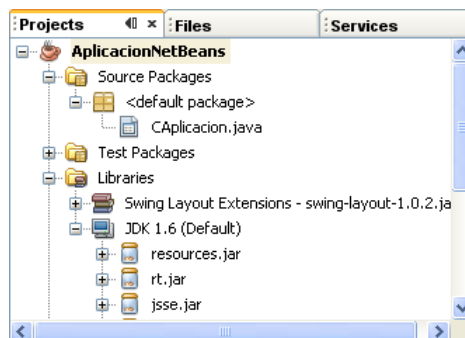 Projects Files Services
AplicacionNetBeans
Source Packages
<default package>
CAplicacion.java
Test Packages
Libraries
Swing Layout Extensions - swing-layout-1.0.2.ja
JDK 1.6 (Default)
resources.jar
rt.jar
jsse.jar